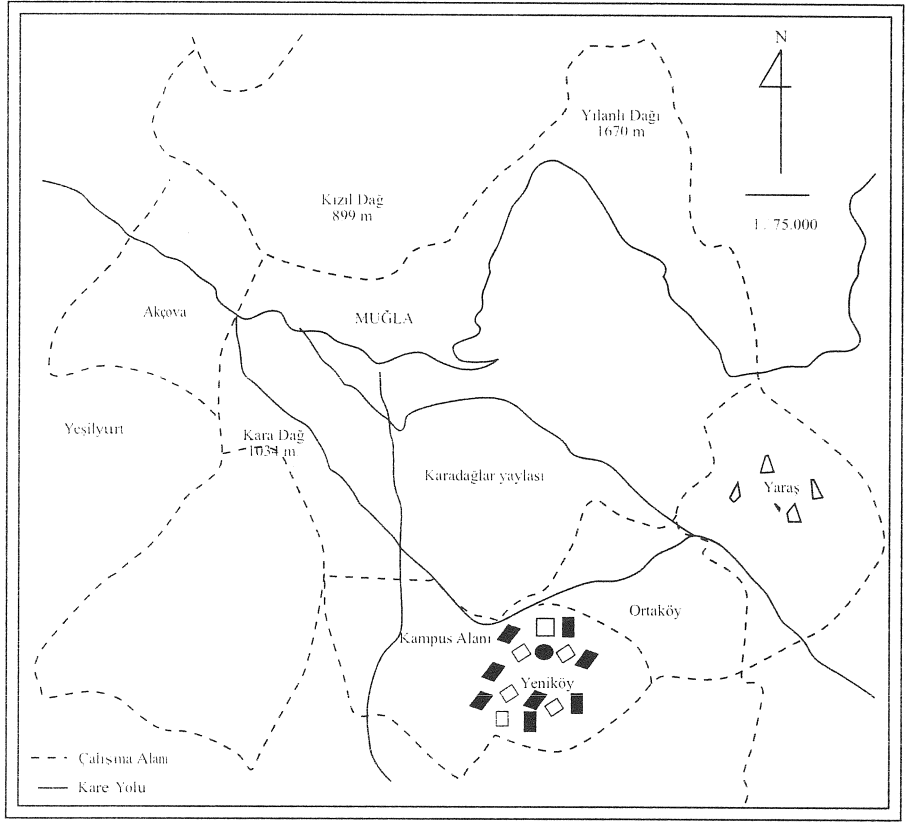 N
Yılanlı Dağı
1670 m
Kızıl Dağ
899 m
1 . 75.000
Akçova
MUĞLA
Yeşilyurt
Kara Dağ
1034 m
Karadağlar yaylası
Yaraş
Ortaköy
Kampus Alanı
Yeniköy
Çalışma Alanı
Kare Yolu